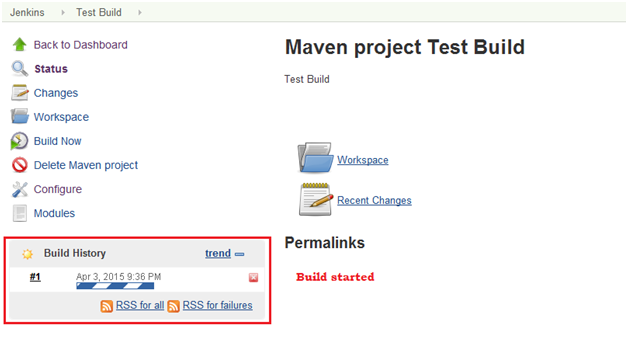 Jenkins Test Build
Back to Dashboard
Status
Changes
Workspace
Build Now
Delete Maven project
Configure
Modules
Build History trend
#1 Apr 3, 2015 9:36 PM
RSS for all RSS for failures
Maven project Test Build
Test Build
Workspace
Recent Changes
Permalinks
Build started